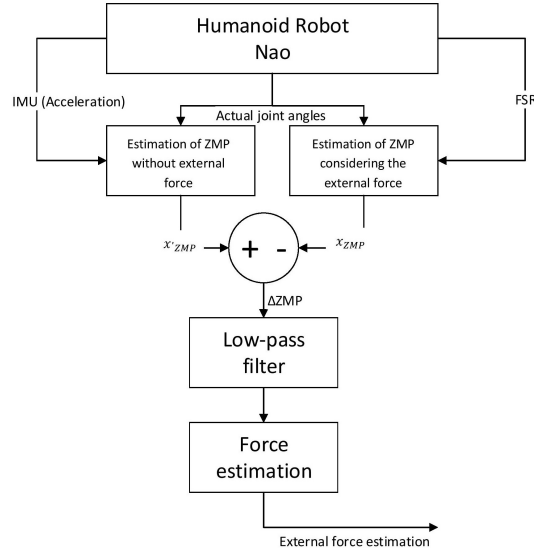 Humanoid Robot
Nao
IMU (Acceleration)
FSR
Actual joint angles
Estimation of ZMP
without external
force
Estimation of ZMP
considering the
external force
x'ZMP
+ -
xZMP
ΔZMP
Low-pass
filter
Force
estimation
External force estimation